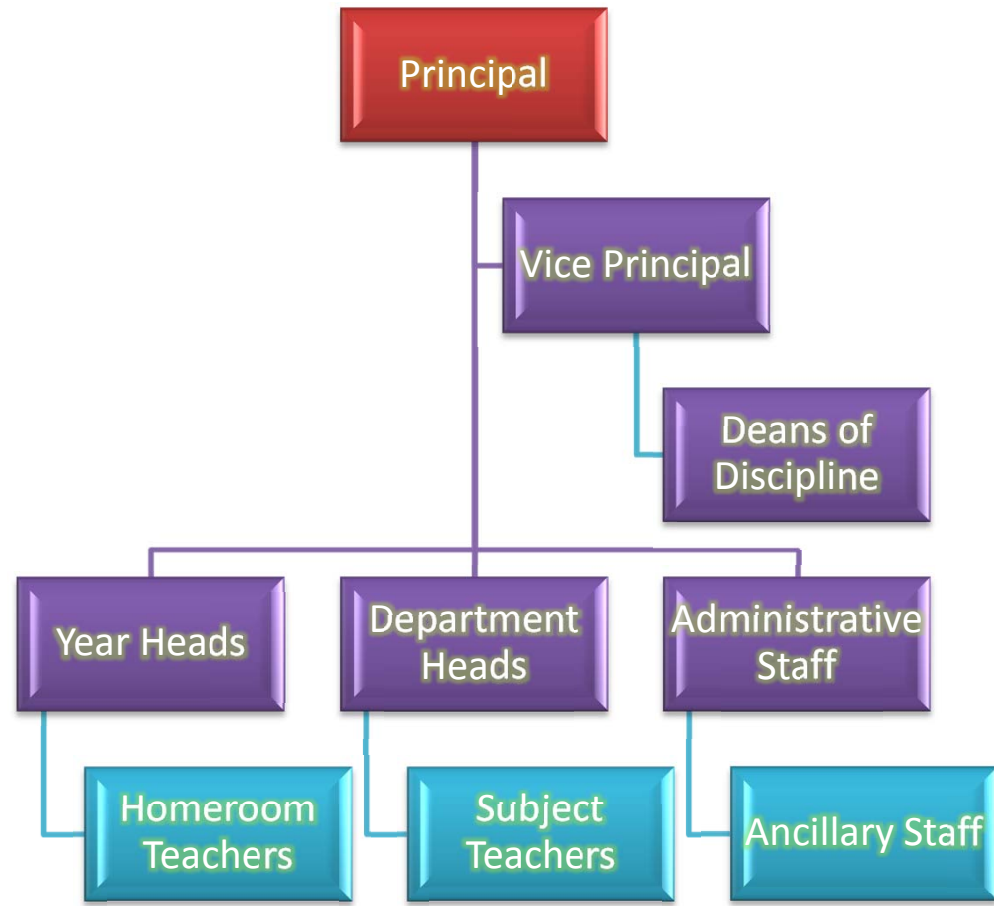 Principal
Vice Principal
Deans of
Discipline
Year Heads
Department
Heads
Administrative
Staff
Homeroom
Teachers
Subject
Teachers
Ancillary Staff